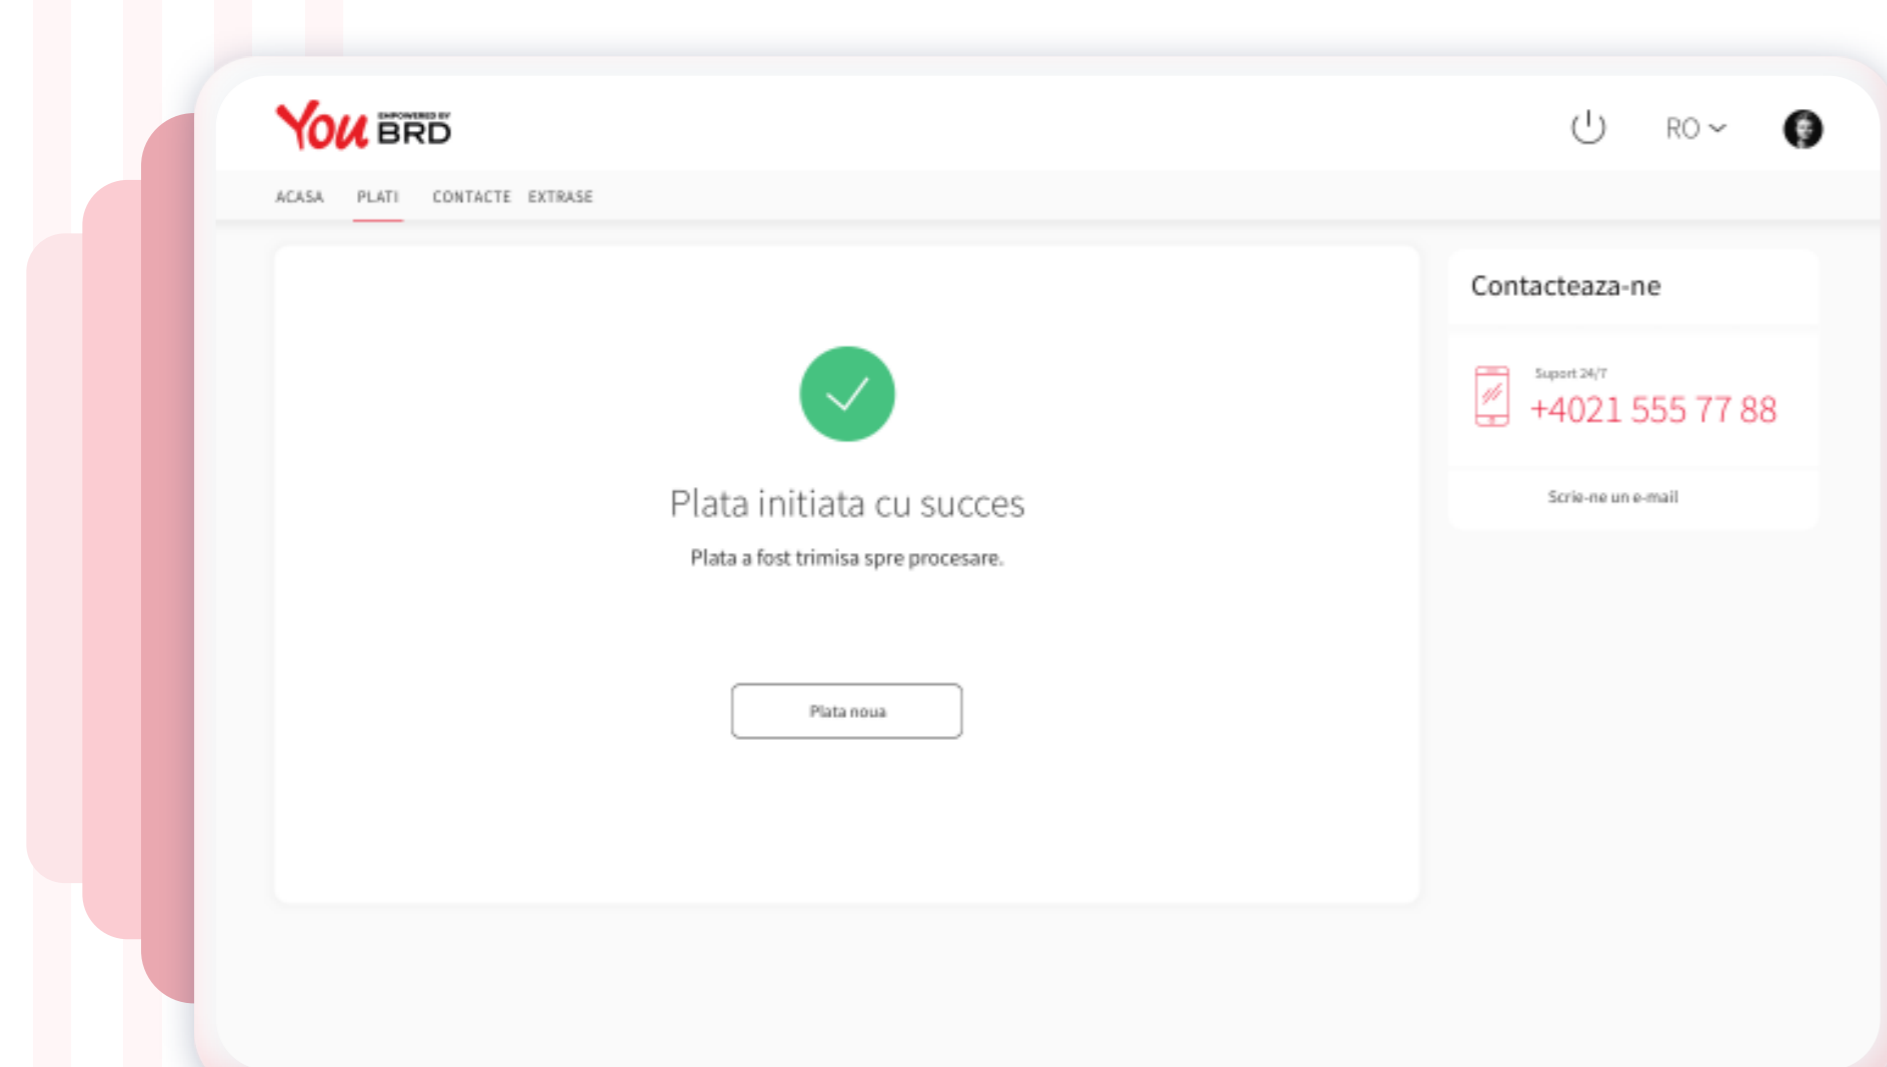 You EMPOWERED BY
BRD
RO
ACASA PLATI CONTACTE EXTRASE
Plata initiata cu succes
Plata a fost trimisa spre procesare.
Plata noua
Contacteaza-ne
Suport 24/7
+4021 555 77 88
Scrie-ne un e-mail